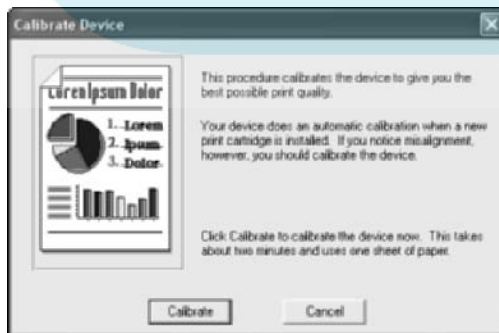 Calibrate Device
Lorem Ipsum Dolor
1. Lorem
2. Ipsum
3. Dolor
This procedure calibrates the device to give you the
best possible print quality.
Your device does an automatic calibration when a new
print cartridge is installed. If you notice misalignment,
however, you should calibrate the device.
Click Calibrate to calibrate the device now. This takes
about two minutes and uses one sheet of paper.
Calibrate
Cancel